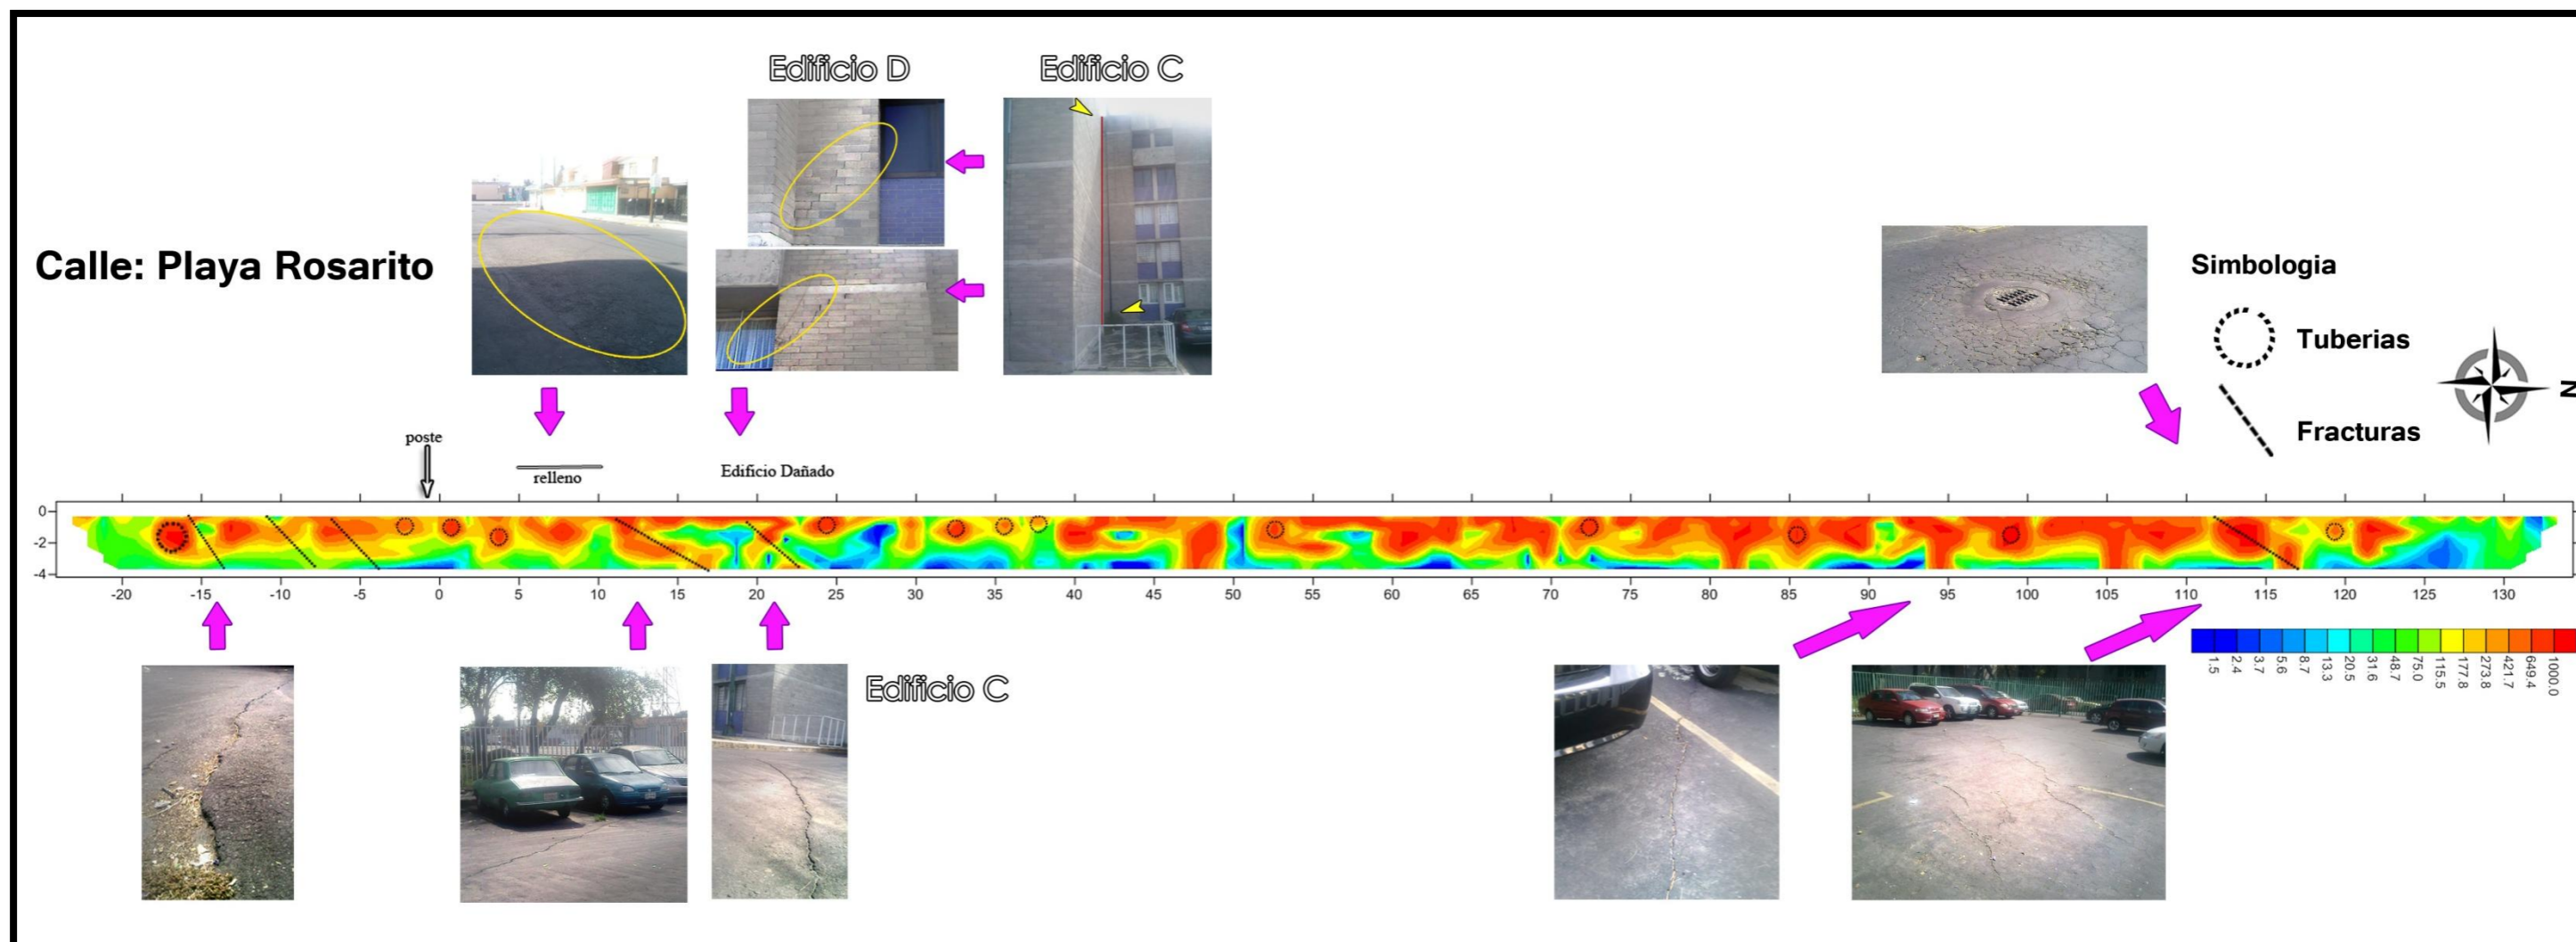 Edificio D
Edificio C
Calle: Playa Rosarito
Simbologia
Tuberias
N
Fracturas
poste
relleno
Edificio Dañado
0
-2
-4
-20 -15 -10 -5 0 5 10 15 20 25 30 35 40 45 50 55 60 65 70 75 80 85 90 95 100 105 110 115 120 125 130
1.5 2.4 3.7 5.6 8.7 13.3 20.5 31.6 48.7 75.0 115.5 177.8 273.8 421.7 649.4 1000.0
Edificio C